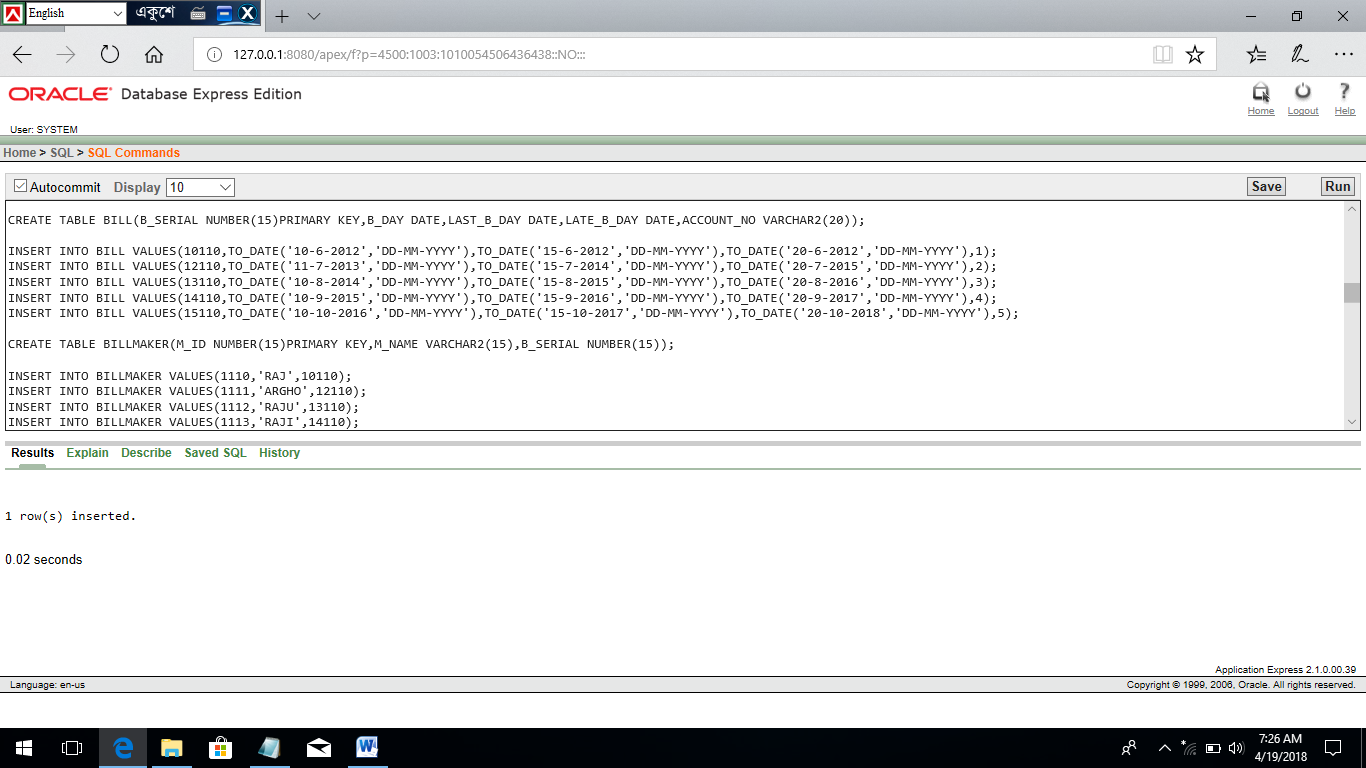 English একুশে
127.0.0.1:8080/apex/f?p=4500:1003:1010054506436438::NO:::
ORACLE Database Express Edition
Home Logout Help
User: SYSTEM
Home > SQL > SQL Commands
Autocommit Display 10 Save Run
CREATE TABLE BILL(B_SERIAL NUMBER(15)PRIMARY KEY,B_DAY DATE,LAST_B_DAY DATE,LATE_B_DAY DATE,ACCOUNT_NO VARCHAR2(20));
INSERT INTO BILL VALUES(10110,TO_DATE('10-6-2012','DD-MM-YYYY'),TO_DATE('15-6-2012','DD-MM-YYYY'),TO_DATE('20-6-2012','DD-MM-YYYY'),1);
INSERT INTO BILL VALUES(12110,TO_DATE('11-7-2013','DD-MM-YYYY'),TO_DATE('15-7-2014','DD-MM-YYYY'),TO_DATE('20-7-2015','DD-MM-YYYY'),2);
INSERT INTO BILL VALUES(13110,TO_DATE('10-8-2014','DD-MM-YYYY'),TO_DATE('15-8-2015','DD-MM-YYYY'),TO_DATE('20-8-2016','DD-MM-YYYY'),3);
INSERT INTO BILL VALUES(14110,TO_DATE('10-9-2015','DD-MM-YYYY'),TO_DATE('15-9-2016','DD-MM-YYYY'),TO_DATE('20-9-2017','DD-MM-YYYY'),4);
INSERT INTO BILL VALUES(15110,TO_DATE('10-10-2016','DD-MM-YYYY'),TO_DATE('15-10-2017','DD-MM-YYYY'),TO_DATE('20-10-2018','DD-MM-YYYY'),5);
CREATE TABLE BILLMAKER(M_ID NUMBER(15)PRIMARY KEY,M_NAME VARCHAR2(15),B_SERIAL NUMBER(15));
INSERT INTO BILLMAKER VALUES(1110,'RAJ',10110);
INSERT INTO BILLMAKER VALUES(1111,'ARGHO',12110);
INSERT INTO BILLMAKER VALUES(1112,'RAJU',13110);
INSERT INTO BILLMAKER VALUES(1113,'RAJI',14110);
Results Explain Describe Saved SQL History
1 row(s) inserted.
0.02 seconds
Application Express 2.1.0.00.39
Language: en-us Copyright © 1999, 2006, Oracle. All rights reserved.
7:26 AM
4/19/2018